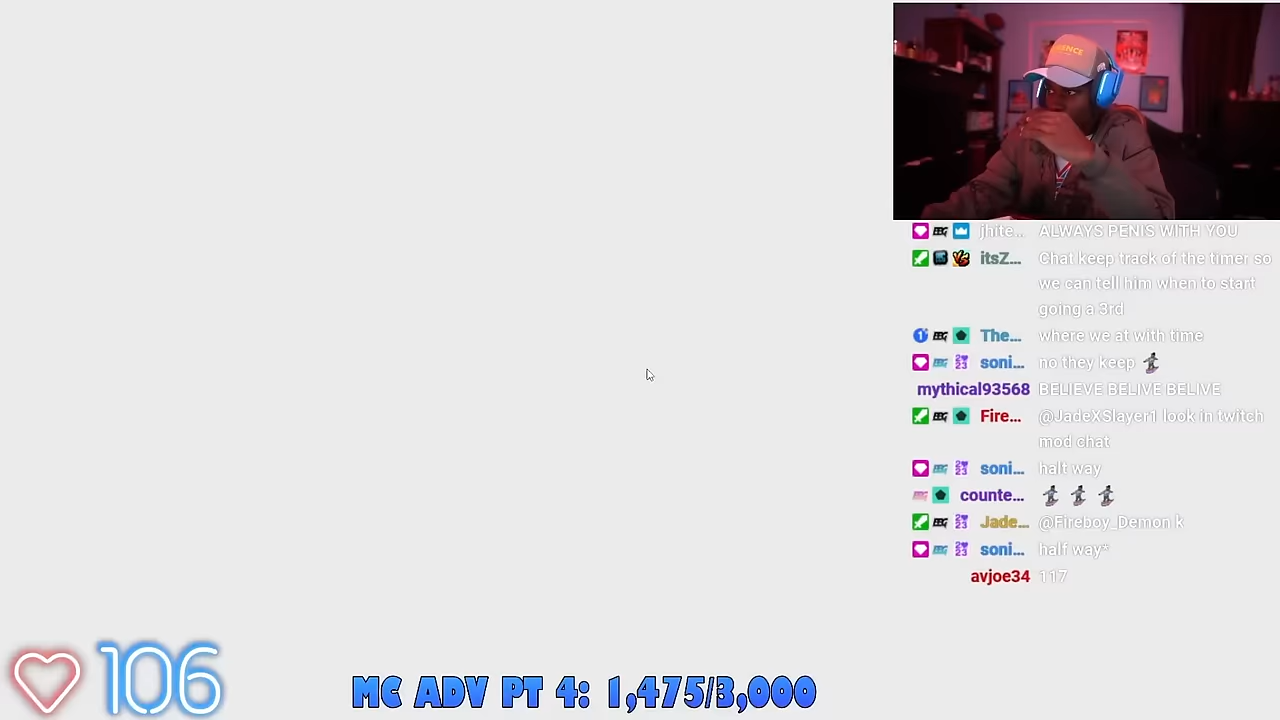 jhite... ALWAYS PENIS WITH YOU
itsZ... Chat keep track of the timer so
we can tell him when to start
going a 3rd
The... where we at with time
soni... no they keep
mythical93568 BELIEVE BELIVE BELIVE
Fire... @JadeXSlayer1 look in twitch
mod chat
soni... halt way
counte...
Jade... @Fireboy_Demon k
soni... half way*
avjoe34 117
106
MC ADV PT 4: 1,475/3,000